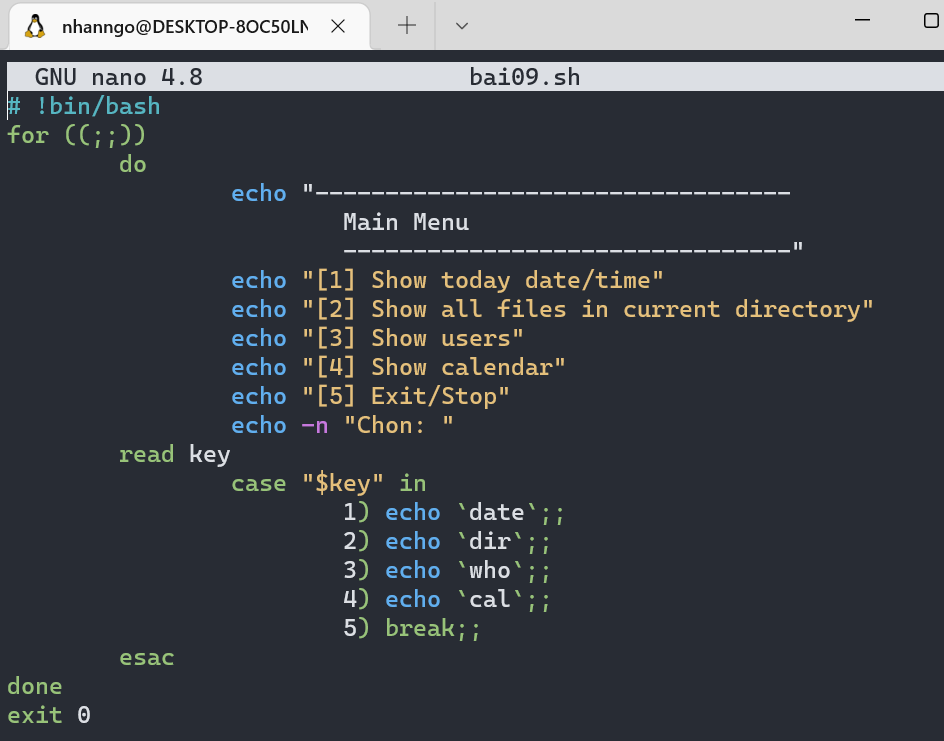 nhanngo@DESKTOP-8OC50LN
GNU nano 4.8 bai09.sh
# !bin/bash
for ((;;))
do
echo "----------------------------------
Main Menu
--------------------------------"
echo "[1] Show today date/time"
echo "[2] Show all files in current directory"
echo "[3] Show users"
echo "[4] Show calendar"
echo "[5] Exit/Stop"
echo -n "Chon: "
read key
case "$key" in
1) echo `date`;;
2) echo `dir`;;
3) echo `who`;;
4) echo `cal`;;
5) break;;
esac
done
exit 0